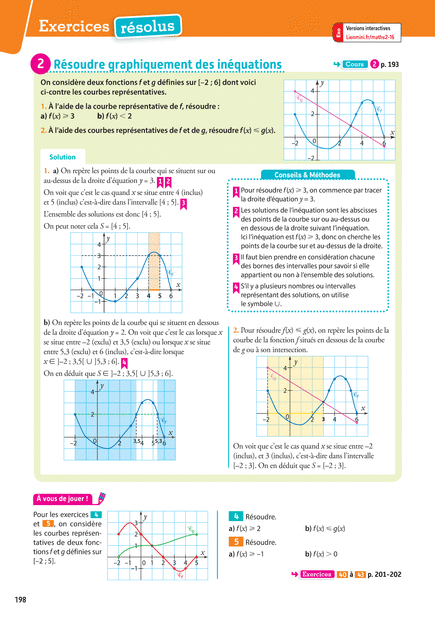 Exercices résolus
Versions interactives
Lienmini.fr/maths2-16
2 Résoudre graphiquement des inéquations
Cours 2 p. 193
On considère deux fonctions f et g définies sur [–2 ; 6] dont voici
ci-contre les courbes représentatives.
1. À l'aide de la courbe représentative de f, résoudre :
a) f(x) ⩾ 3 b) f(x) < 2
2. À l'aide des courbes représentatives de f et de g, résoudre f(x) ⩽ g(x).
Solution
1. a) On repère les points de la courbe qui se situent sur ou
au-dessus de la droite d'équation y = 3. 1 2
On voit que c'est le cas quand x se situe entre 4 (inclus)
et 5 (inclus) c'est-à-dire dans l'intervalle [4 ; 5]. 3
L'ensemble des solutions est donc [4 ; 5].
On peut noter cela S = [4 ; 5].
b) On repère les points de la courbe qui se situent en dessous
de la droite d'équation y = 2. On voit que c'est le cas lorsque x
se situe entre –2 (exclu) et 3,5 (exclu) ou lorsque x se situe
entre 5,3 (exclu) et 6 (inclus), c'est-à-dire lorsque
x ∈ ]–2 ; 3,5[ ∪ ]5,3 ; 6]. 4
On en déduit que S ∈ ]–2 ; 3,5[ ∪ ]5,3 ; 6].
Conseils & Méthodes
1 Pour résoudre f(x) ⩾ 3, on commence par tracer
la droite d'équation y = 3.
2 Les solutions de l'inéquation sont les abscisses
des points de la courbe sur ou au-dessus ou
en dessous de la droite suivant l'inéquation.
Ici l'inéquation est f(x) ⩾ 3, donc on cherche les
points de la courbe sur et au-dessus de la droite.
3 Il faut bien prendre en considération chacune
des bornes des intervalles pour savoir si elle
appartient ou non à l'ensemble des solutions.
4 S'il y a plusieurs nombres ou intervalles
représentant des solutions, on utilise
le symbole ∪.
2. Pour résoudre f(x) ⩽ g(x), on repère les points de la
courbe de la fonction f situés en dessous de la courbe
de g ou à son intersection.
On voit que c'est le cas quand x se situe entre –2
(inclus), et 3 (inclus), c'est-à-dire dans l'intervalle
[–2 ; 3]. On en déduit que S = [–2 ; 3].
À vous de jouer !
Pour les exercices 4
et 5, on considère
les courbes représen-
tatives de deux fonc-
tions f et g définies sur
[–2 ; 5].
4 Résoudre.
a) f(x) ⩾ 2 b) f(x) ⩽ g(x)
5 Résoudre.
a) f(x) ⩾ –1 b) f(x) > 0
Exercices 40 à 43 p. 201-202
198